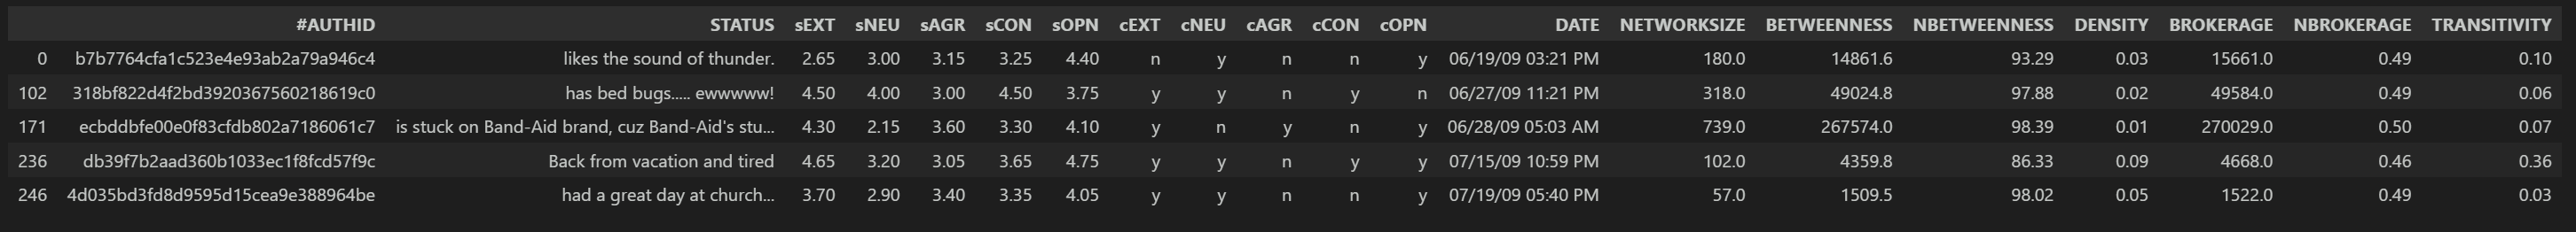 #AUTHID STATUS sEXT sNEU sAGR sCON sOPN cEXT cNEU cAGR cCON cOPN DATE NETWORKSIZE BETWEENNESS NBETWEENNESS DENSITY BROKERAGE NBROKERAGE TRANSITIVITY
0 b7b7764cfa1c523e4e93ab2a79a946c4 likes the sound of thunder. 2.65 3.00 3.15 3.25 4.40 n y n n y 06/19/09 03:21 PM 180.0 14861.6 93.29 0.03 15661.0 0.49 0.10
102 318bf822d4f2bd3920367560218619c0 has bed bugs..... ewwwww! 4.50 4.00 3.00 4.50 3.75 y y n y n 06/27/09 11:21 PM 318.0 49024.8 97.88 0.02 49584.0 0.49 0.06
171 ecbddbfe00e0f83cfdb802a7186061c7 is stuck on Band-Aid brand, cuz Band-Aid's stu... 4.30 2.15 3.60 3.30 4.10 y n y n y 06/28/09 05:03 AM 739.0 267574.0 98.39 0.01 270029.0 0.50 0.07
236 db39f7b2aad360b1033ec1f8fcd57f9c Back from vacation and tired 4.65 3.20 3.05 3.65 4.75 y y n y y 07/15/09 10:59 PM 102.0 4359.8 86.33 0.09 4668.0 0.46 0.36
246 4d035bd3fd8d9595d15cea9e388964be had a great day at church... 3.70 2.90 3.40 3.35 4.05 y y n n y 07/19/09 05:40 PM 57.0 1509.5 98.02 0.05 1522.0 0.49 0.03